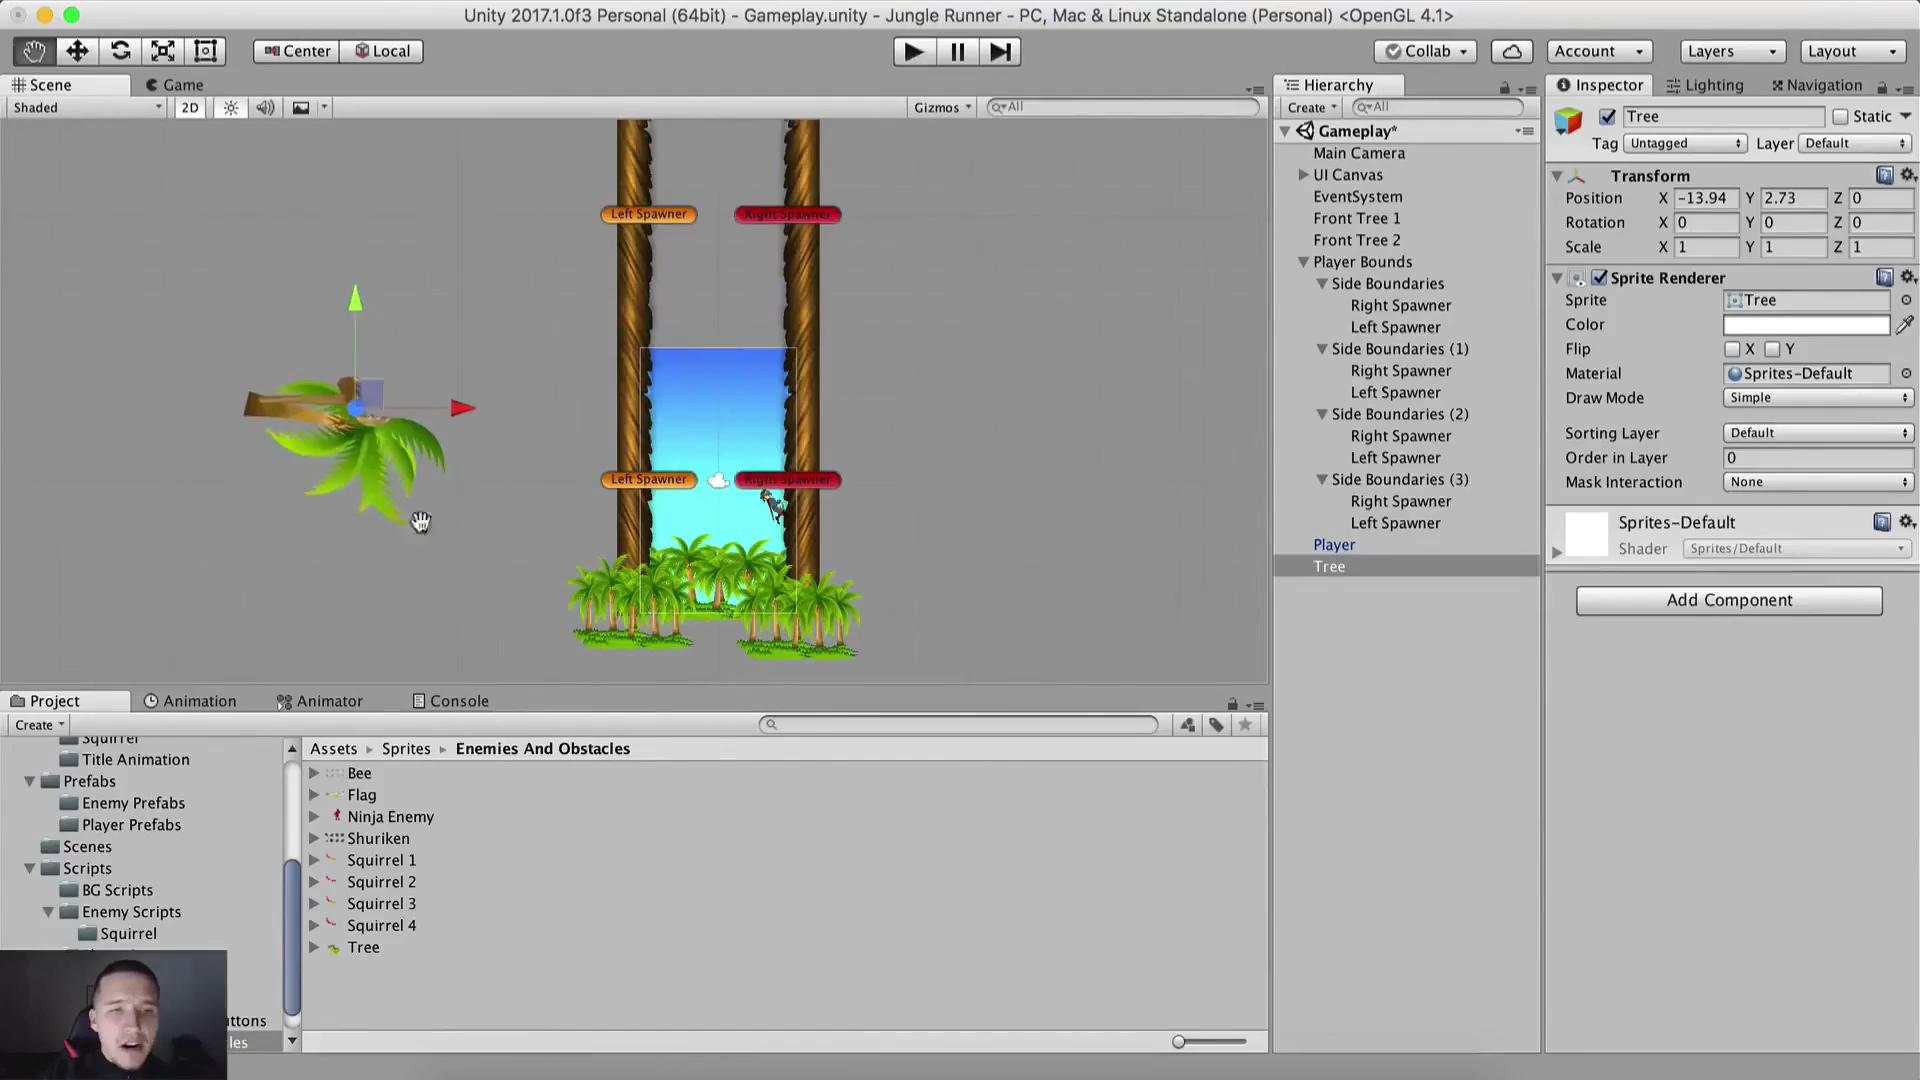 Unity 2017.1.0f3 Personal (64bit) - Gameplay.unity - Jungle Runner - PC, Mac & Linux Standalone (Personal) <OpenGL 4.1>
Center Local Collab Account Layers Layout
Scene Game
Shaded 2D Gizmos All
Left Spawner Right Spawner
Left Spawner Right Spawner
Hierarchy
Create All
Gameplay*
Main Camera
UI Canvas
EventSystem
Front Tree 1
Front Tree 2
Player Bounds
Side Boundaries
Right Spawner
Left Spawner
Side Boundaries (1)
Right Spawner
Left Spawner
Side Boundaries (2)
Right Spawner
Left Spawner
Side Boundaries (3)
Right Spawner
Left Spawner
Player
Tree
Inspector Lighting Navigation
Tree Static
Tag Untagged Layer Default
Transform
Position X -13.94 Y 2.73 Z 0
Rotation X 0 Y 0 Z 0
Scale X 1 Y 1 Z 1
Sprite Renderer
Sprite Tree
Color
Flip X Y
Material Sprites-Default
Draw Mode Simple
Sorting Layer Default
Order in Layer 0
Mask Interaction None
Sprites-Default
Shader Sprites/Default
Add Component
Project Animation Animator Console
Create
Squirrel
Title Animation
Prefabs
Enemy Prefabs
Player Prefabs
Scenes
Scripts
BG Scripts
Enemy Scripts
Squirrel
Assets Sprites Enemies And Obstacles
Bee
Flag
Ninja Enemy
Shuriken
Squirrel 1
Squirrel 2
Squirrel 3
Squirrel 4
Tree